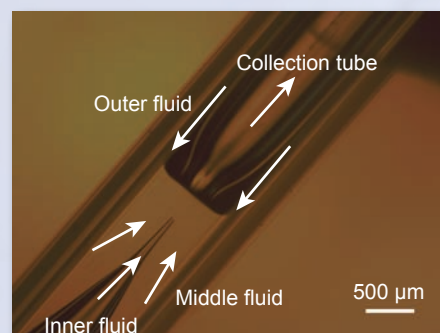 Collection tube
Outer fluid
Middle fluid
Inner fluid
500 µm